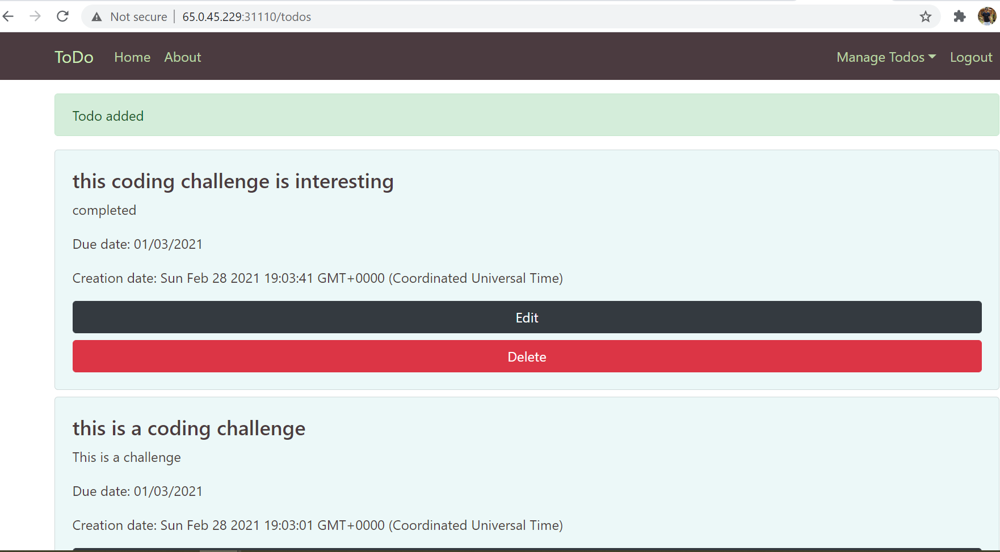 Not secure 65.0.45.229:31110/todos
ToDo Home About Manage Todos Logout
Todo added
this coding challenge is interesting
completed
Due date: 01/03/2021
Creation date: Sun Feb 28 2021 19:03:41 GMT+0000 (Coordinated Universal Time)
Edit
Delete
this is a coding challenge
This is a challenge
Due date: 01/03/2021
Creation date: Sun Feb 28 2021 19:03:01 GMT+0000 (Coordinated Universal Time)